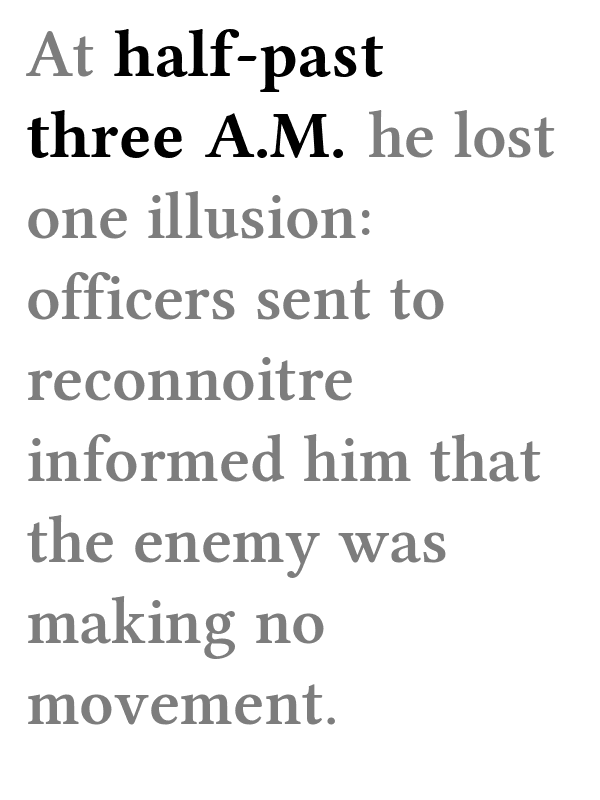 At half-past
three A.M. he lost
one illusion:
officers sent to
reconnoitre
informed him that
the enemy was
making no
movement.